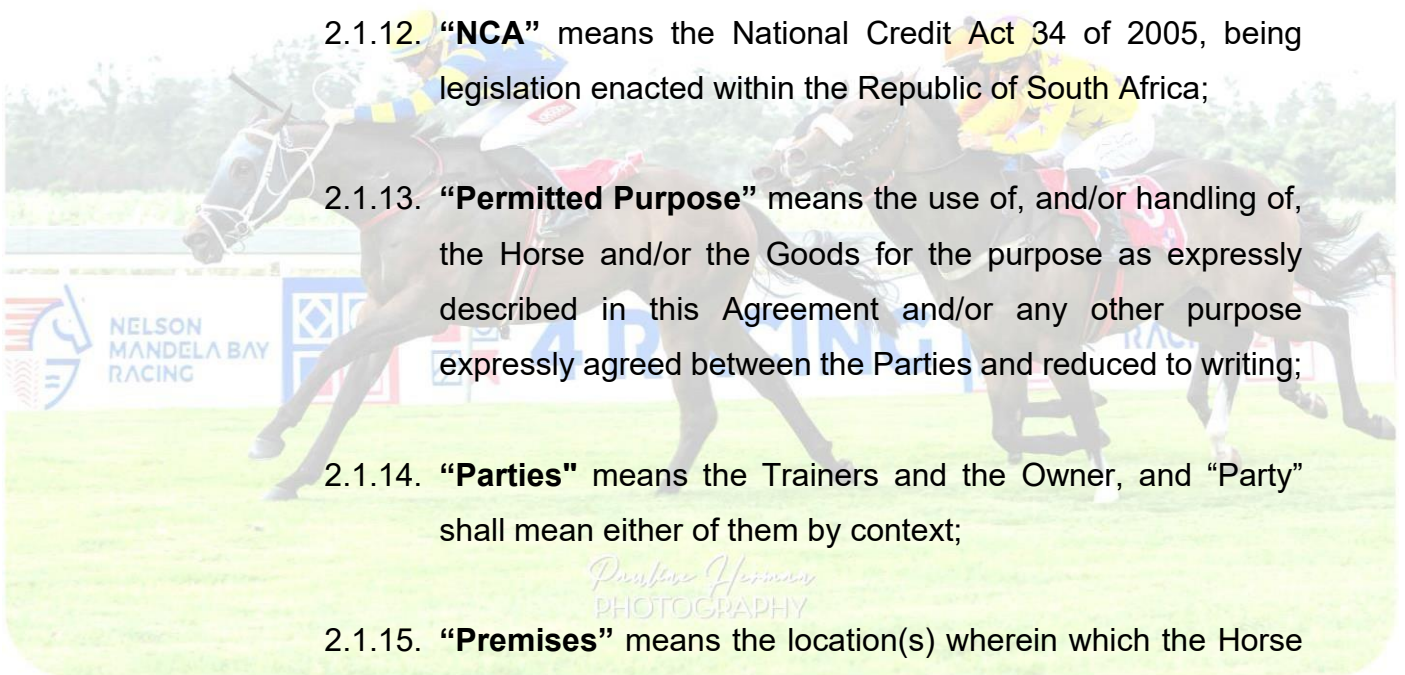 2.1.12. “NCA” means the National Credit Act 34 of 2005, being
legislation enacted within the Republic of South Africa;
2.1.13. “Permitted Purpose” means the use of, and/or handling of,
the Horse and/or the Goods for the purpose as expressly
described in this Agreement and/or any other purpose
expressly agreed between the Parties and reduced to writing;
2.1.14. “Parties" means the Trainers and the Owner, and “Party”
shall mean either of them by context;
2.1.15. “Premises” means the location(s) wherein which the Horse
NELSON
MANDELA BAY
RACING
4 RACING
Pauline Herman
PHOTOGRAPHY